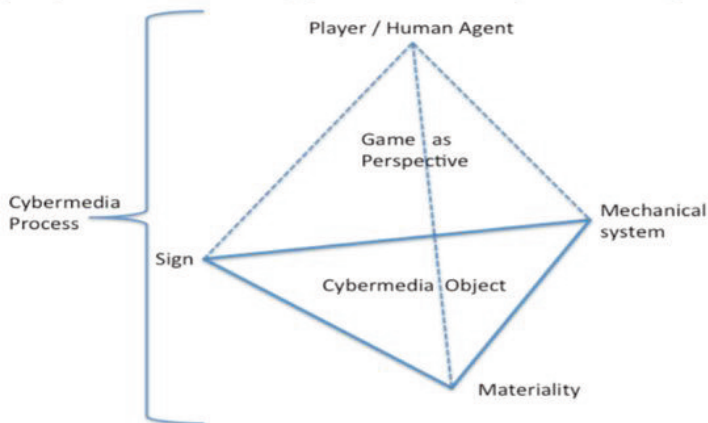 Player / Human Agent
Game as
Perspective
Cybermedia
Process
Mechanical
system
Sign
Cybermedia Object
Materiality